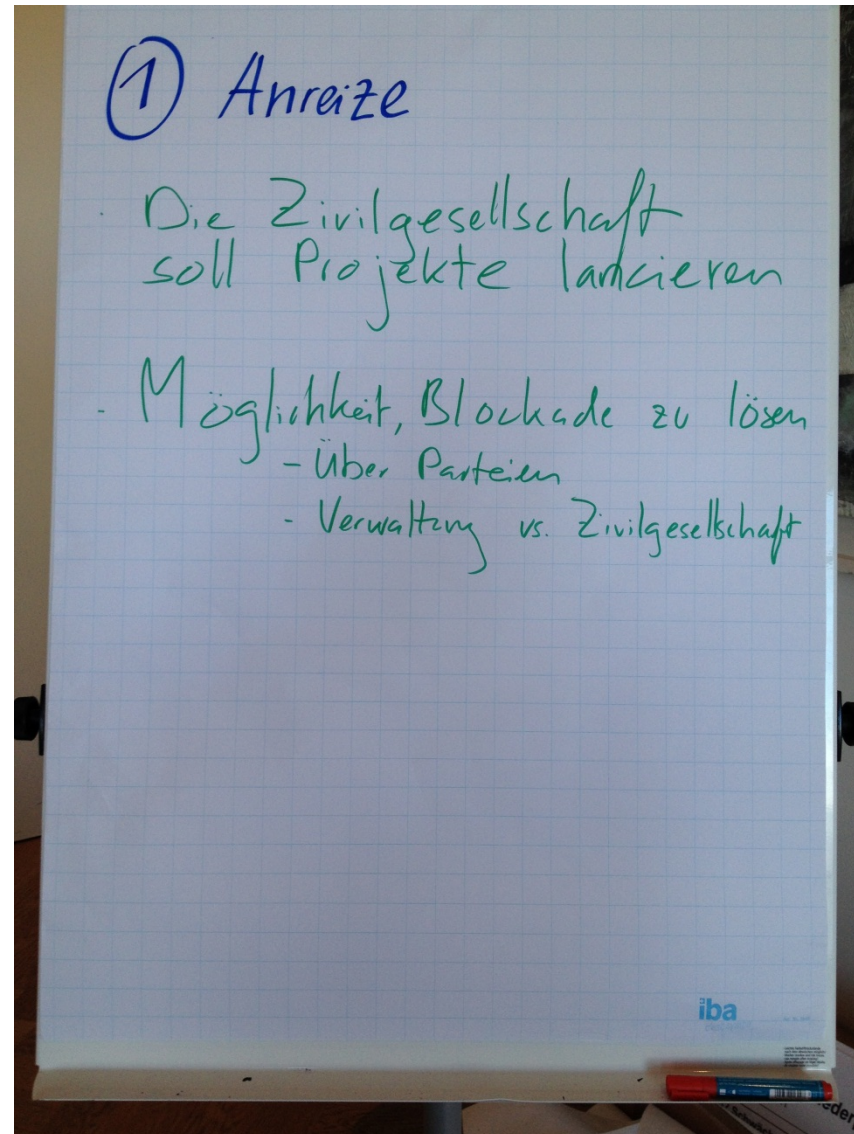 1 Anreize
· Die Zivilgesellschaft
soll Projekte lancieren
- Möglichkeit, Blockade zu lösen
- Über Parteien
- Verwaltung vs. Zivilgesellschaft
iba